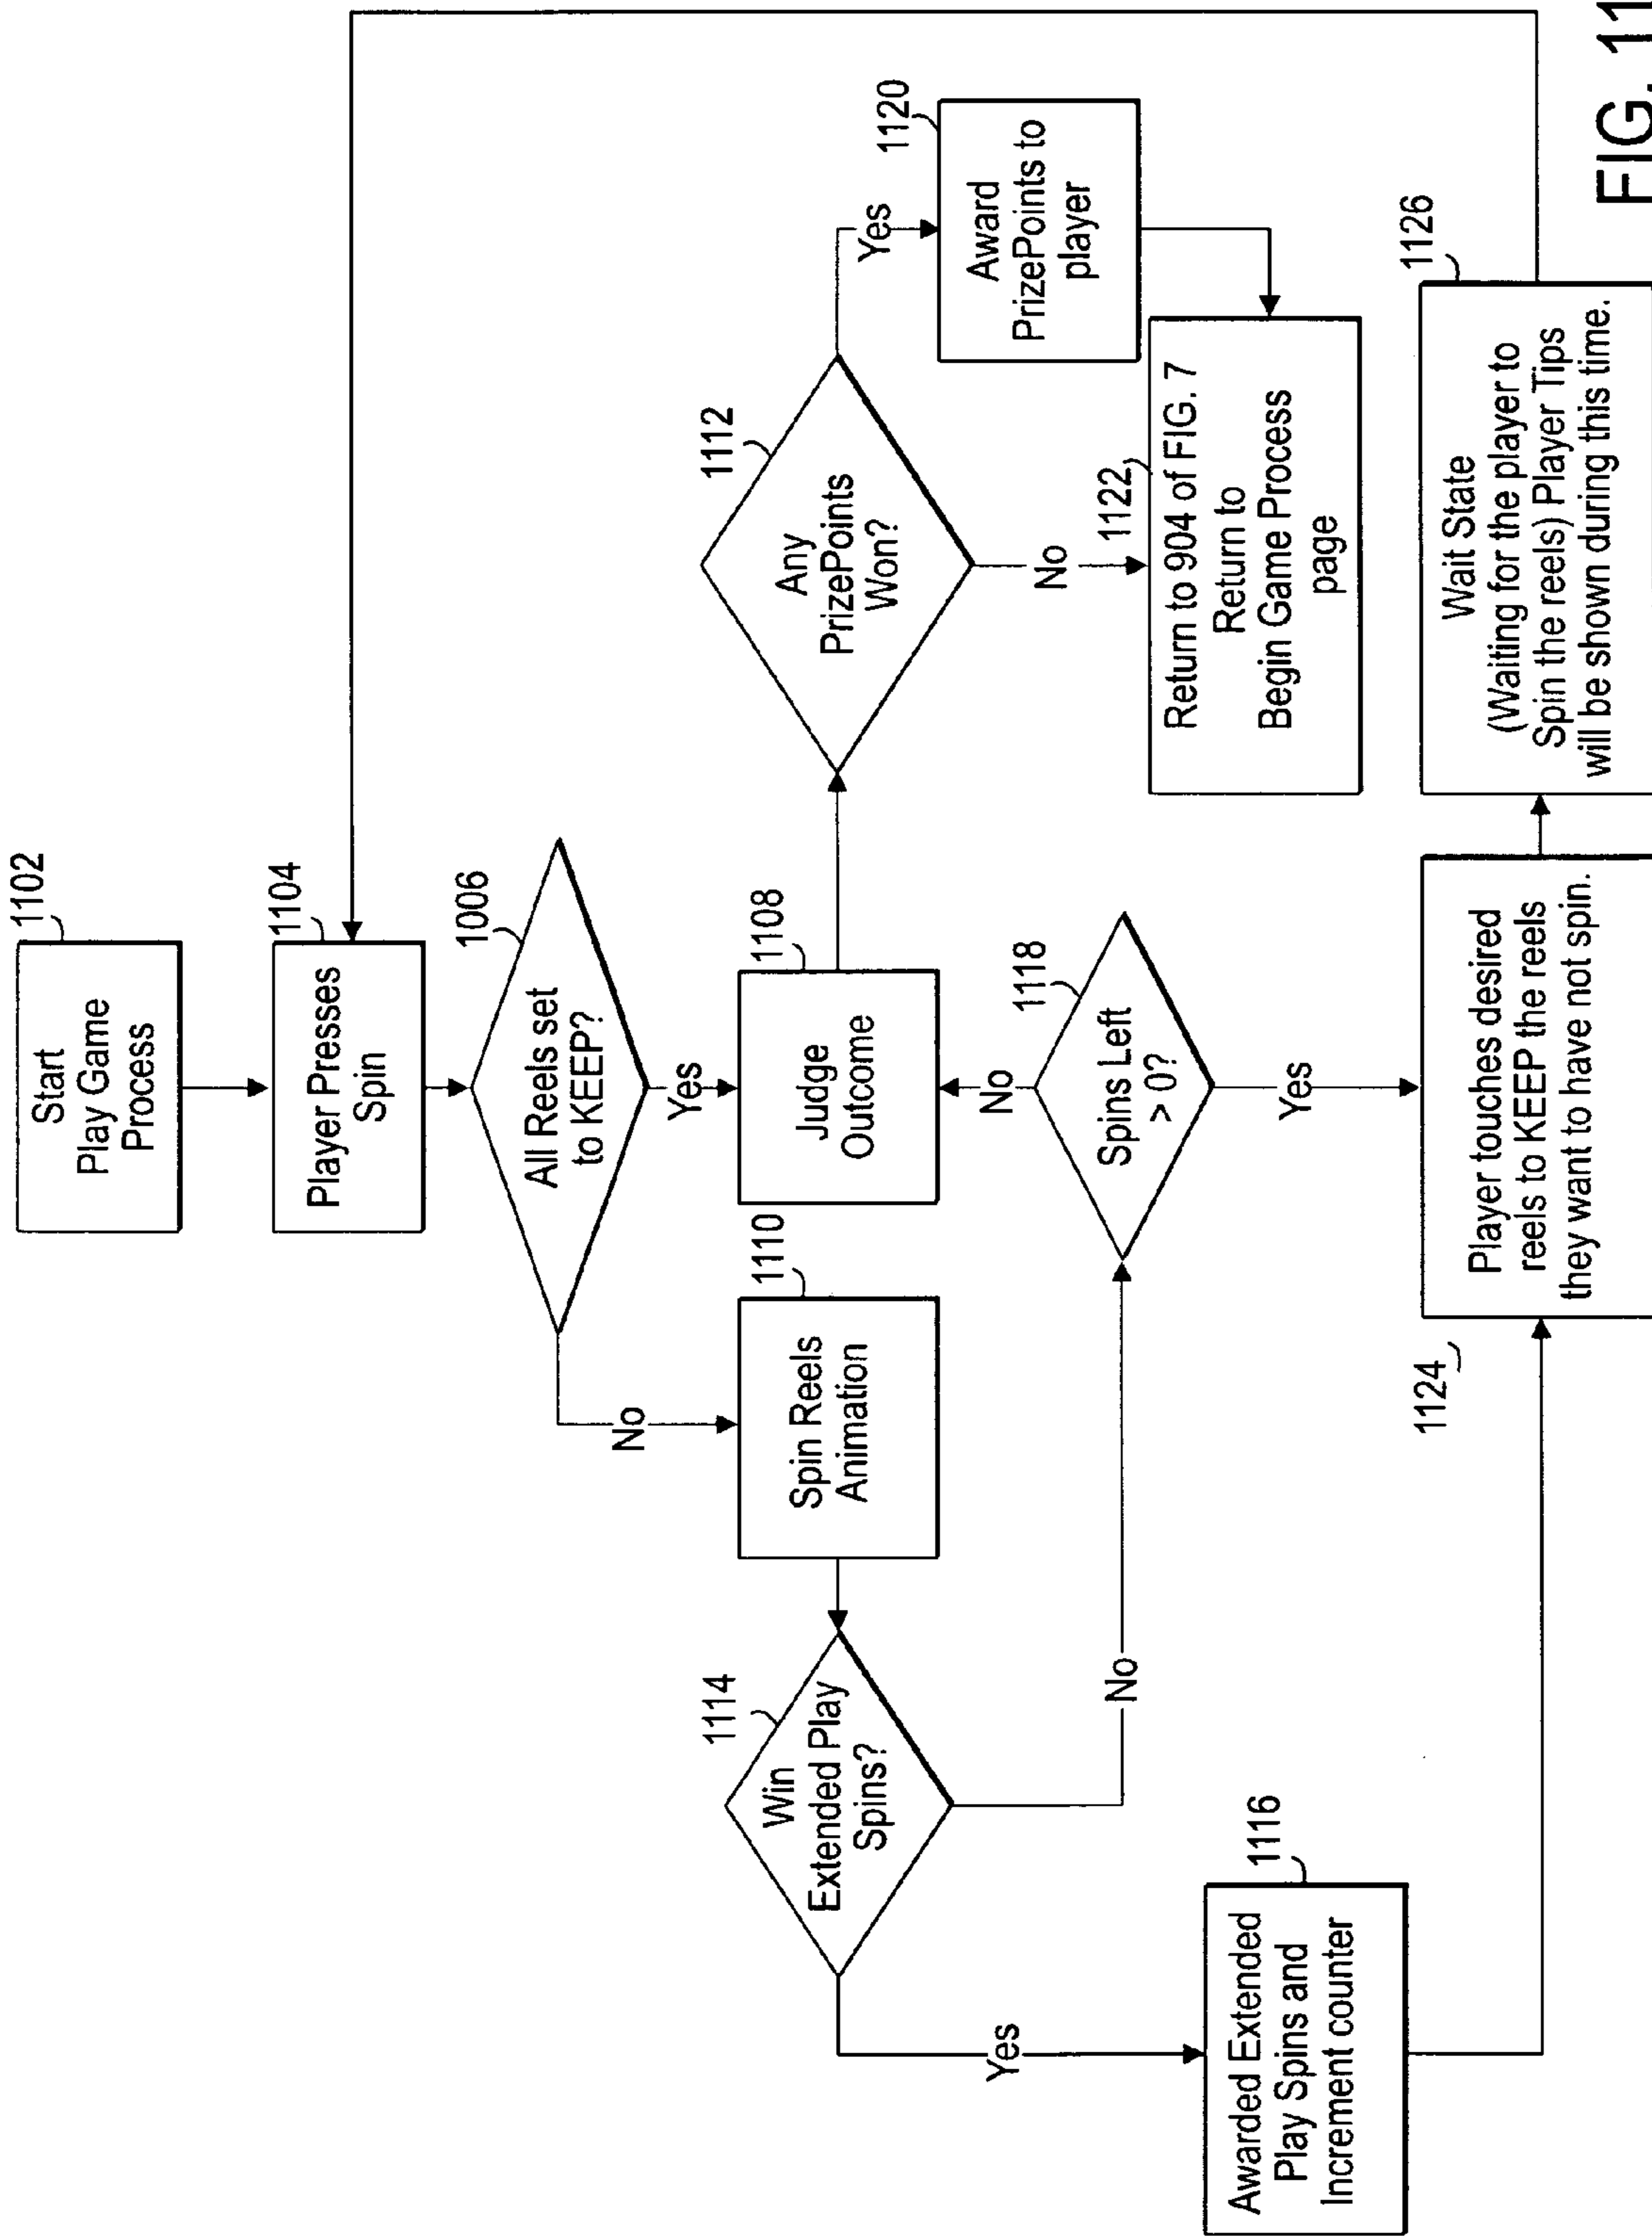 1102
Start
Play Game
Process
1104
Player Presses
Spin
1006
All Reels set
to KEEP?
No
Yes
1110
Spin Reels
Animation
1108
Judge
Outcome
1112
Any
PrizePoints
Won?
Yes
1120
Award
PrizePoints to
player
No
1122
Return to 904 of FIG. 7
Return to
Begin Game Process
page
1114
Win
Extended Play
Spins?
Yes
No
1118
Spins Left
> 0?
No
Yes
1116
Awarded Extended
Play Spins and
Increment counter
1124
Player touches desired
reels to KEEP the reels
they want to have not spin.
1126
Wait State
(Waiting for the player to
Spin the reels) Player Tips
will be shown during this time.
FIG. 11